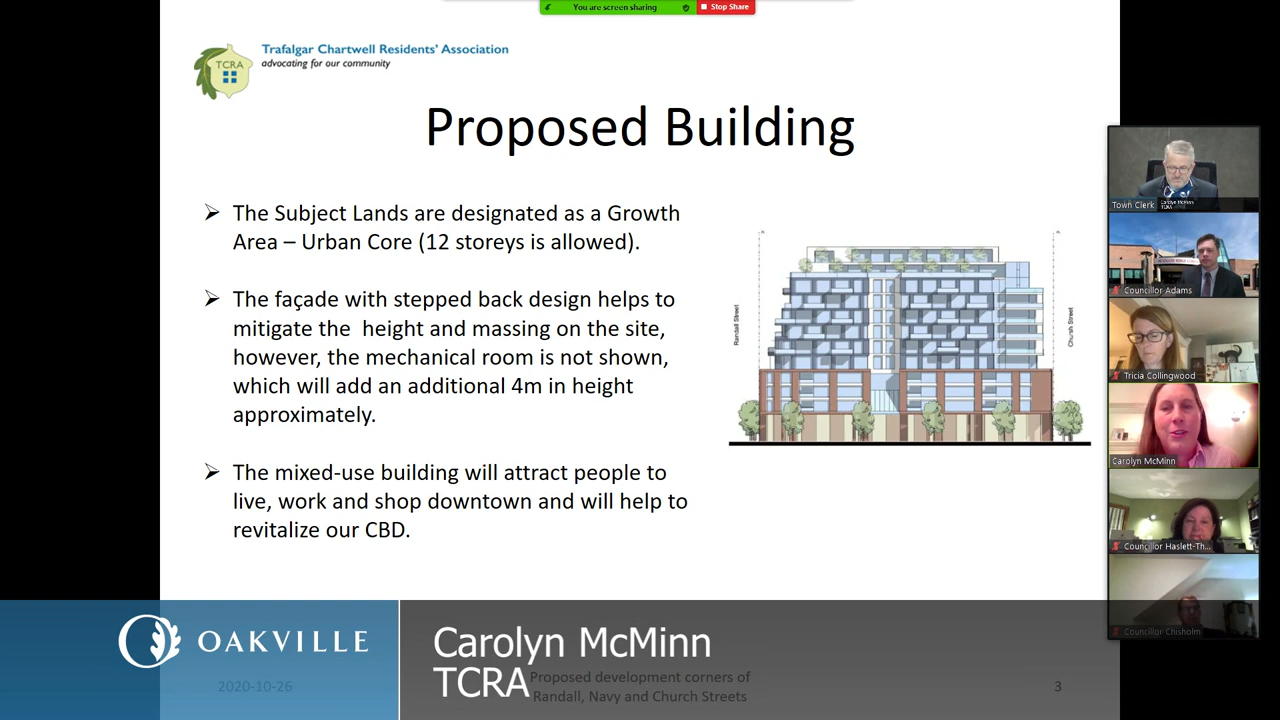 You are screen sharing
Stop Share
TCRA
Trafalgar Chartwell Residents' Association
advocating for our community
Proposed Building
➢ The Subject Lands are designated as a Growth
Area – Urban Core (12 storeys is allowed).
➢ The façade with stepped back design helps to
mitigate the  height and massing on the site,
however, the mechanical room is not shown,
which will add an additional 4m in height
approximately.
➢ The mixed-use building will attract people to
live, work and shop downtown and will help to
revitalize our CBD.
Randall Street
Church Street
Town Clerk
Carolyn McMinn
TCRA
Councillor Adams
Tricia Collingwood
Carolyn McMinn
Councillor Haslett-Th...
Councillor Chisholm
OAKVILLE
Carolyn McMinn
TCRA
2020-10-26
Proposed development corners of
Randall, Navy and Church Streets
3